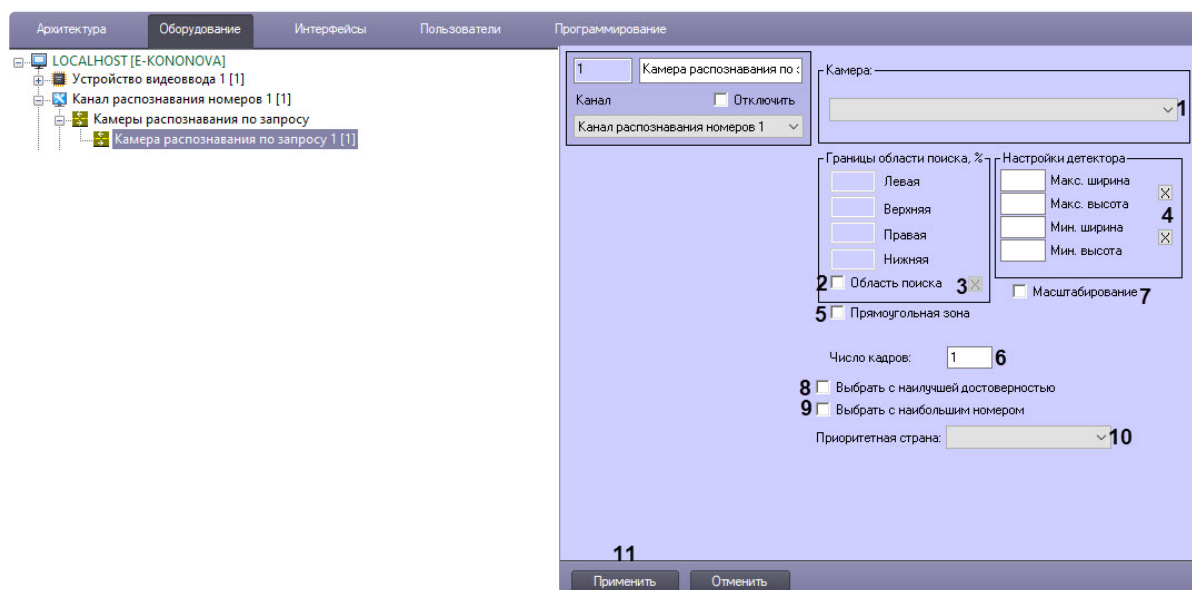 Архитектура Оборудование Интерфейсы Пользователи Программирование
LOCALHOST [E-KONONOVA]
Устройство видеоввода 1 [1]
Канал распознавания номеров 1 [1]
Камеры распознавания по запросу
Камера распознавания по запросу 1 [1]
1 Камера распознавания по
Канал Отключить
Канал распознавания номеров 1
Камера:
1
Границы области поиска, %
Левая
Верхняя
Правая
Нижняя
2 Область поиска 3
Настройки детектора
Макс. ширина
Макс. высота
4
Мин. ширина
Мин. высота
Масштабирование 7
5 Прямоугольная зона
Число кадров: 1 6
8 Выбрать с наилучшей достоверностью
9 Выбрать с наибольшим номером
Приоритетная страна: 10
11
Применить Отменить